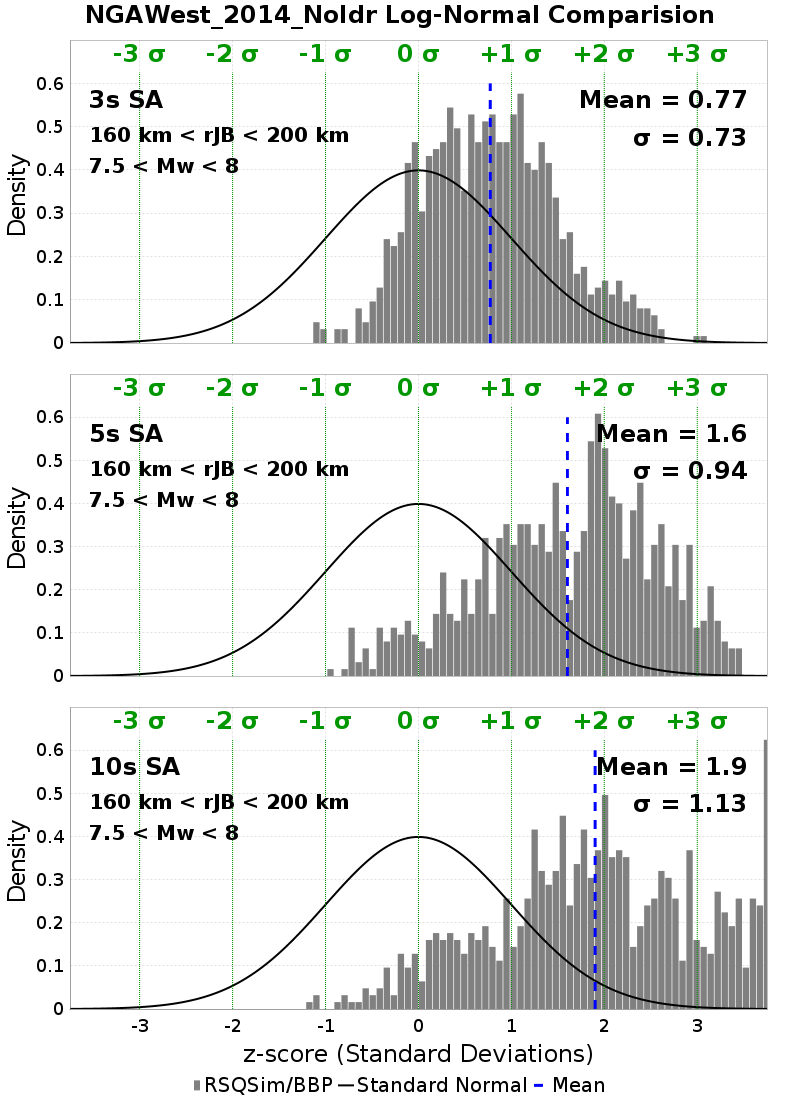 NGAWest_2014_NoIdr Log-Normal Comparision
-3 σ -2 σ -1 σ 0 σ +1 σ +2 σ +3 σ
0.6
3s SA
Mean = 0.77
0.5
160 km < rJB < 200 km
σ = 0.73
7.5 < Mw < 8
0.4
Density
0.3
0.2
0.1
0
-3 σ -2 σ -1 σ 0 σ +1 σ +2 σ +3 σ
0.6
5s SA
Mean = 1.6
0.5
160 km < rJB < 200 km
σ = 0.94
7.5 < Mw < 8
0.4
Density
0.3
0.2
0.1
0
-3 σ -2 σ -1 σ 0 σ +1 σ +2 σ +3 σ
0.6
10s SA
Mean = 1.9
0.5
160 km < rJB < 200 km
σ = 1.13
7.5 < Mw < 8
0.4
Density
0.3
0.2
0.1
0
-3 -2 -1 0 1 2 3
z-score (Standard Deviations)
RSQSim/BBP Standard Normal Mean